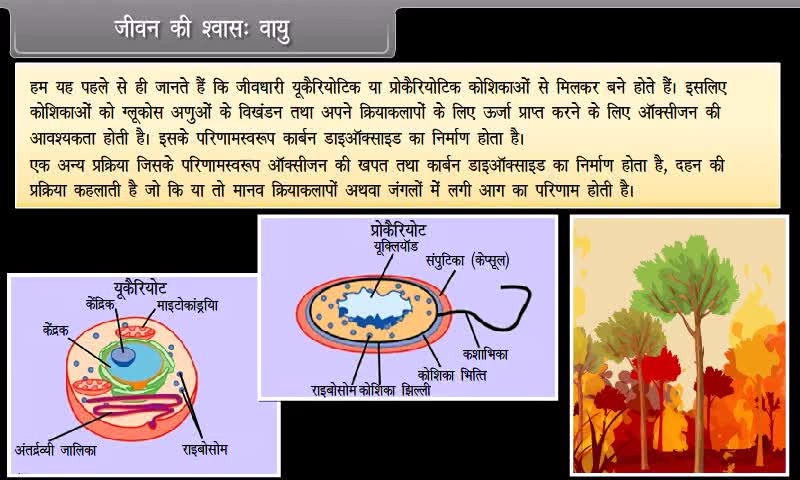 जीवन की श्वासः वायु
हम यह पहले से ही जानते हैं कि जीवधारी यूकैरियोटिक या प्रोकैरियोटिक कोशिकाओं से मिलकर बने होते हैं। इसलिए
कोशिकाओं को ग्लूकोस अणुओं के विखंडन तथा अपने क्रियाकलापों के लिए ऊर्जा प्राप्त करने के लिए ऑक्सीजन की
आवश्यकता होती है। इसके परिणामस्वरूप कार्बन डाइऑक्साइड का निर्माण होता है।
एक अन्य प्रक्रिया जिसके परिणामस्वरूप ऑक्सीजन की खपत तथा कार्बन डाइऑक्साइड का निर्माण होता है, दहन की
प्रक्रिया कहलाती है जो कि या तो मानव क्रियाकलापों अथवा जंगलों में लगी आग का परिणाम होती है।
यूकैरियोट
केंद्रिक
माइटोकांड्रया
केंद्रक
अंतर्द्रव्यी जालिका
राइबोसोम
प्रोकैरियोट
यूक्लियॉड
संपुटिका (केप्सूल)
कशाभिका
कोशिका भित्ति
राइबोसोम
कोशिका झिल्ली